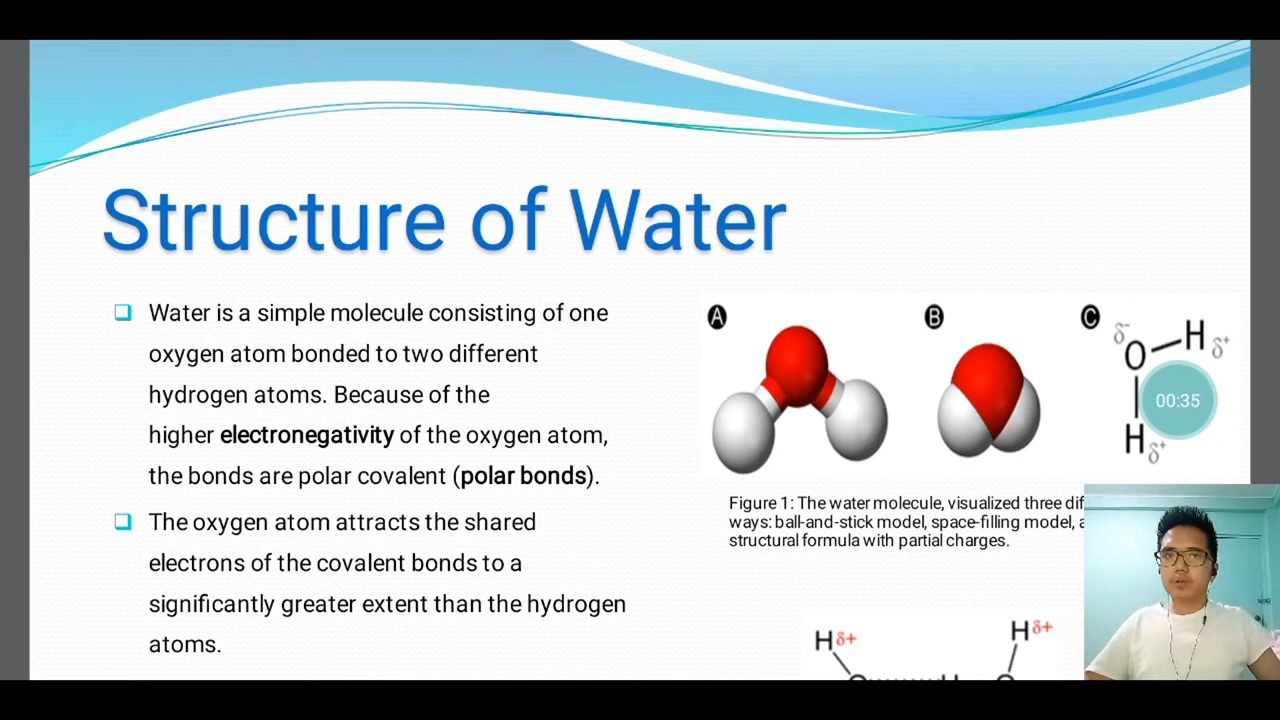 Structure of Water
Water is a simple molecule consisting of one
oxygen atom bonded to two different
hydrogen atoms. Because of the
higher electronegativity of the oxygen atom,
the bonds are polar covalent (polar bonds).
The oxygen atom attracts the shared
electrons of the covalent bonds to a
significantly greater extent than the hydrogen
atoms.
A
B
C
δ-
O
H
δ+
00:35
H
δ+
Figure 1: The water molecule, visualized three dif
ways: ball-and-stick model, space-filling model, a
structural formula with partial charges.
H δ+
H δ+